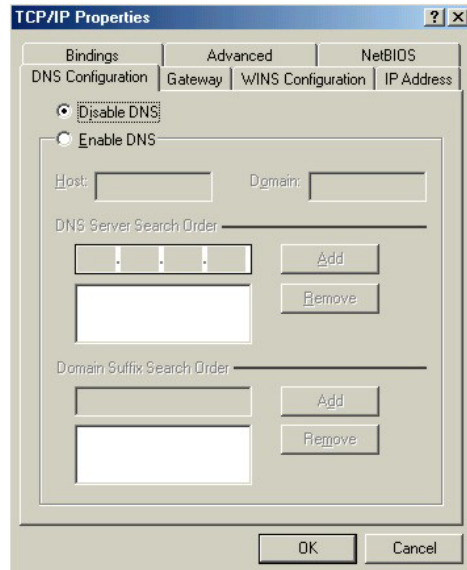 TCP/IP Properties
Bindings Advanced NetBIOS
DNS Configuration Gateway WINS Configuration IP Address
Disable DNS
Enable DNS
Host: Domain:
DNS Server Search Order
Add
Remove
Domain Suffix Search Order
Add
Remove
OK Cancel